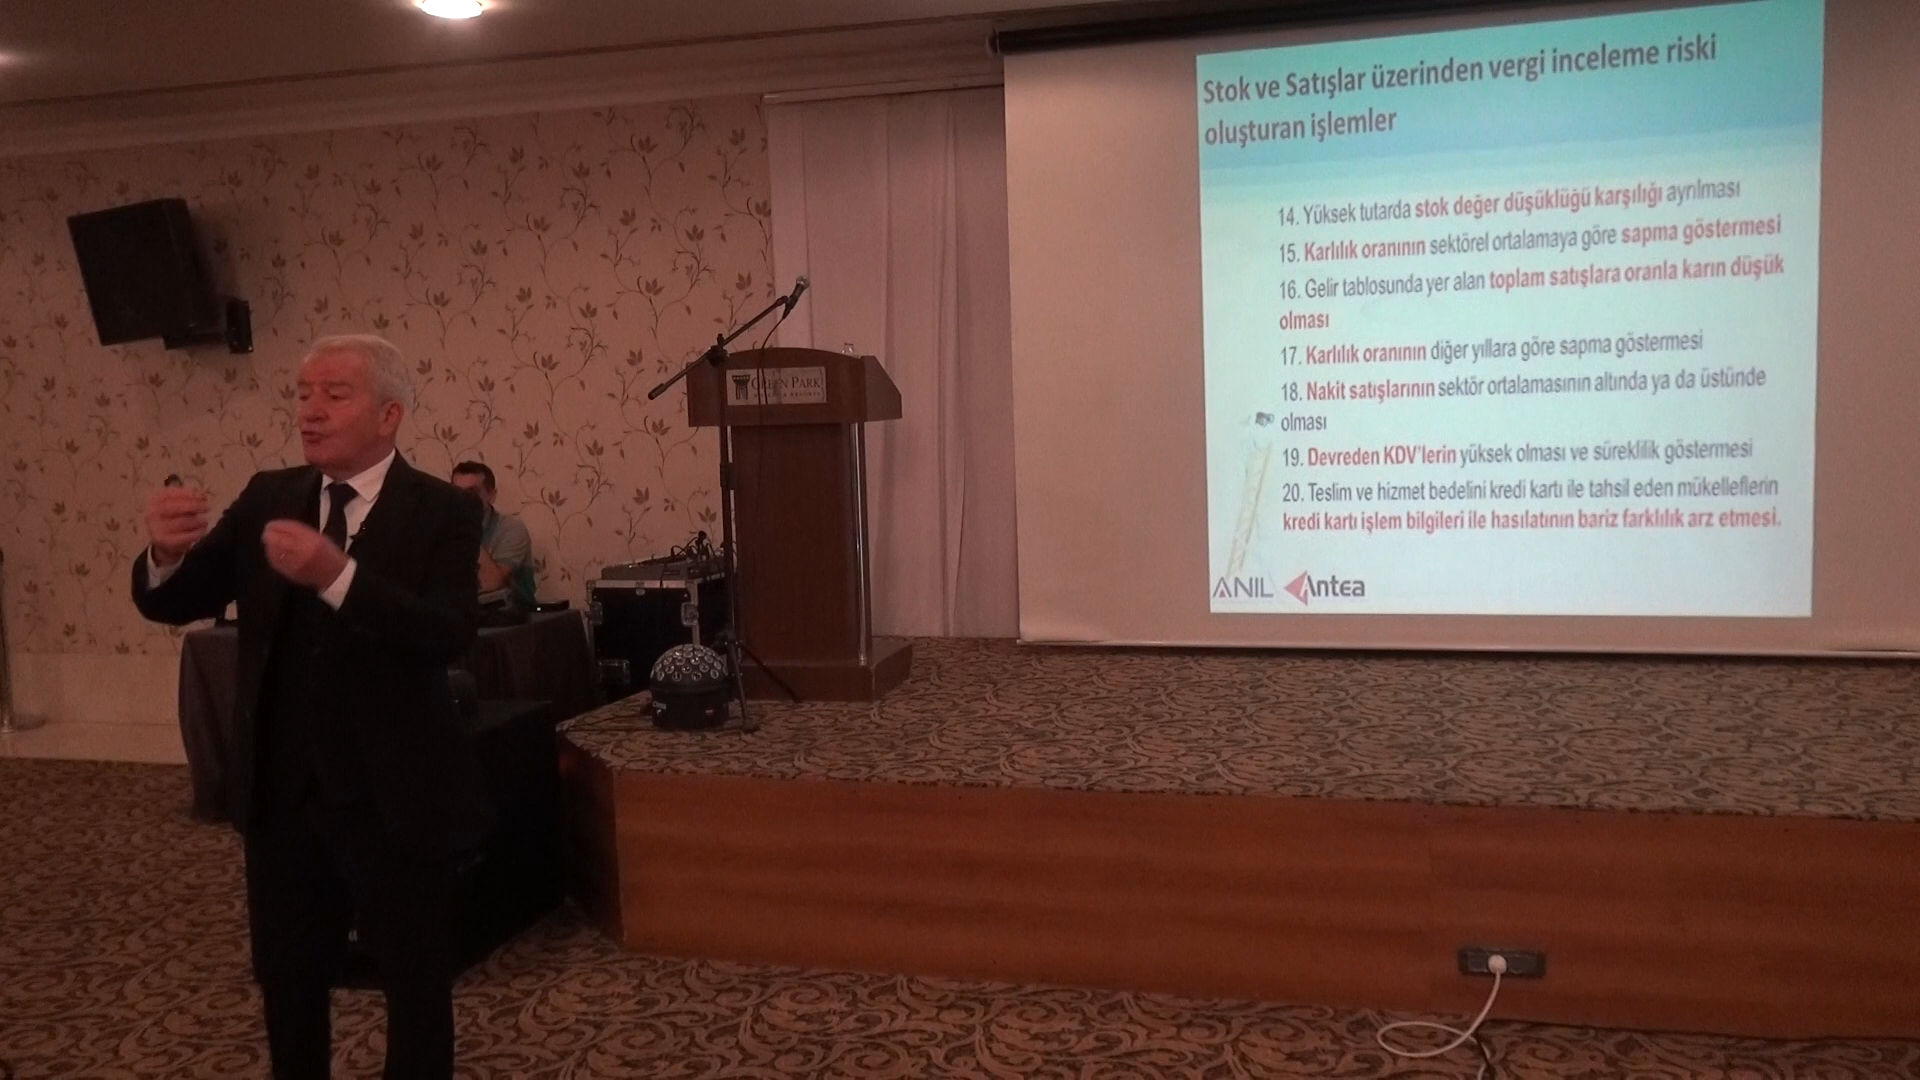 Stok ve Satışlar üzerinden vergi inceleme riski
oluşturan işlemler
14. Yüksek tutarda stok değer düşüklüğü karşılığı ayrılması
15. Karlılık oranının sektörel ortalamaya göre sapma göstermesi
16. Gelir tablosunda yer alan toplam satışlara oranla karın düşük
olması
17. Karlılık oranının diğer yıllara göre sapma göstermesi
18. Nakit satışlarının sektör ortalamasının altında ya da üstünde
olması
19. Devreden KDV'lerin yüksek olması ve süreklilik göstermesi
20. Teslim ve hizmet bedelini kredi kartı ile tahsil eden mükelleflerin
kredi kartı işlem bilgileri ile hasılatının bariz farklılık arz etmesi.
ANIL Antea
GREEN PARK